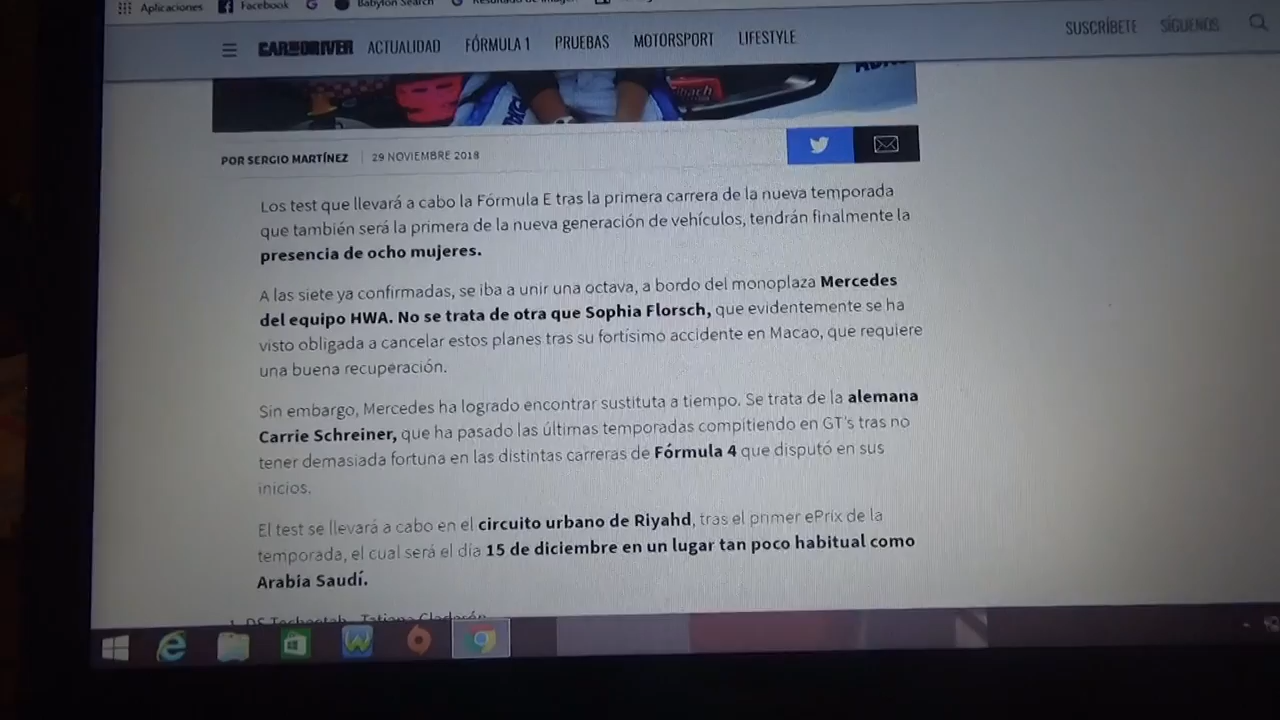 Aplicaciones Facebook Babylon Search
CAR AND DRIVER ACTUALIDAD FÓRMULA 1 PRUEBAS MOTORSPORT LIFESTYLE SUSCRÍBETE SÍGUENOS
POR SERGIO MARTÍNEZ | 29 NOVIEMBRE 2018
Los test que llevará a cabo la Fórmula E tras la primera carrera de la nueva temporada
que también será la primera de la nueva generación de vehículos, tendrán finalmente la
presencia de ocho mujeres.
A las siete ya confirmadas, se iba a unir una octava, a bordo del monoplaza Mercedes
del equipo HWA. No se trata de otra que Sophia Florsch, que evidentemente se ha
visto obligada a cancelar estos planes tras su fortísimo accidente en Macao, que requiere
una buena recuperación.
Sin embargo, Mercedes ha logrado encontrar sustituta a tiempo. Se trata de la alemana
Carrie Schreiner, que ha pasado las últimas temporadas compitiendo en GT's tras no
tener demasiada fortuna en las distintas carreras de Fórmula 4 que disputó en sus
inicios.
El test se llevará a cabo en el circuito urbano de Riyahd, tras el primer ePrix de la
temporada, el cual será el día 15 de diciembre en un lugar tan poco habitual como
Arabia Saudí.